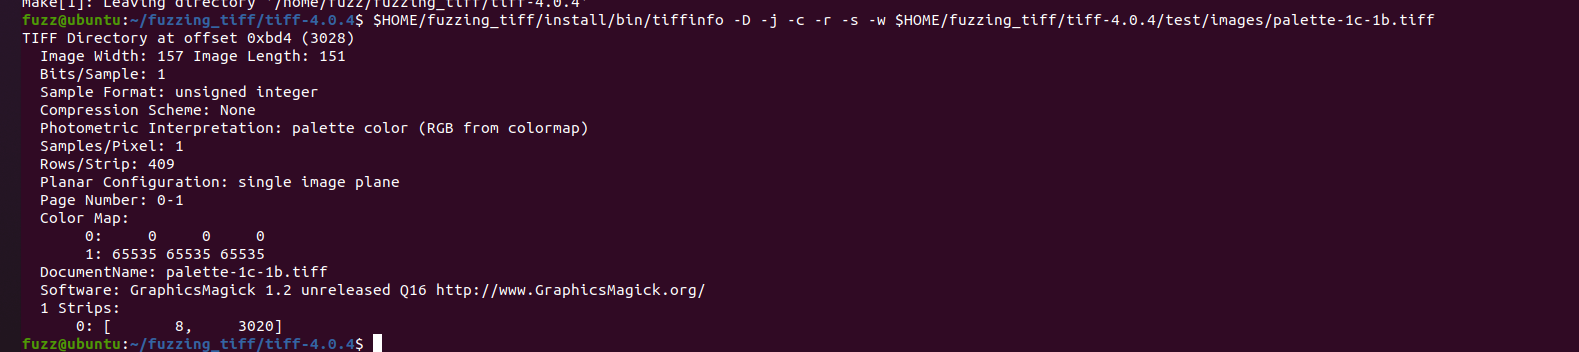 make[1]: Leaving directory '/home/fuzz/fuzzing_tiff/tiff-4.0.4'
fuzz@ubuntu:~/fuzzing_tiff/tiff-4.0.4$ $HOME/fuzzing_tiff/install/bin/tiffinfo -D -j -c -r -s -w $HOME/fuzzing_tiff/tiff-4.0.4/test/images/palette-1c-1b.tiff
TIFF Directory at offset 0xbd4 (3028)
  Image Width: 157 Image Length: 151
  Bits/Sample: 1
  Sample Format: unsigned integer
  Compression Scheme: None
  Photometric Interpretation: palette color (RGB from colormap)
  Samples/Pixel: 1
  Rows/Strip: 409
  Planar Configuration: single image plane
  Page Number: 0-1
  Color Map:
       0:     0     0     0
       1: 65535 65535 65535
  DocumentName: palette-1c-1b.tiff
  Software: GraphicsMagick 1.2 unreleased Q16 http://www.GraphicsMagick.org/
  1 Strips:
      0: [       8,     3020]
fuzz@ubuntu:~/fuzzing_tiff/tiff-4.0.4$